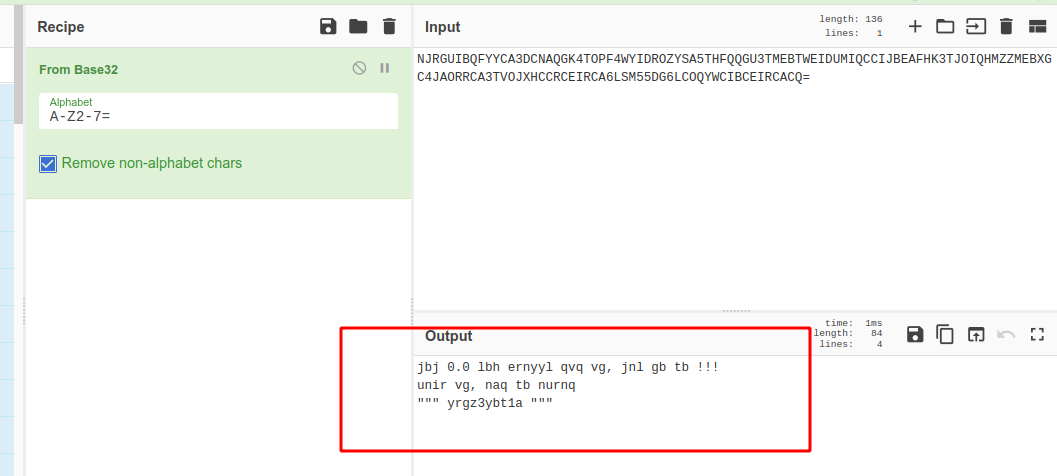 Recipe
From Base32
Alphabet
A-Z2-7=
Remove non-alphabet chars
Input
length: 136
lines: 1
NJRGUIBQFYYCA3DCNAQGK4TOPF4WYIDROZYSA5THFQQGU3TMEBTWEIDUMIQCCIJBEAFHK3TJOIQHMZZMEBXG
C4JAORRCA3TVOJXHCCRCEIRCA6LSM55DG6LCOQYWCIBCEIRCACQ=
Output
time: 1ms
length: 84
lines: 4
jbj 0.0 lbh ernyyl qvq vg, jnl gb tb !!!
unir vg, naq tb nurnq
""" yrgz3ybt1a """